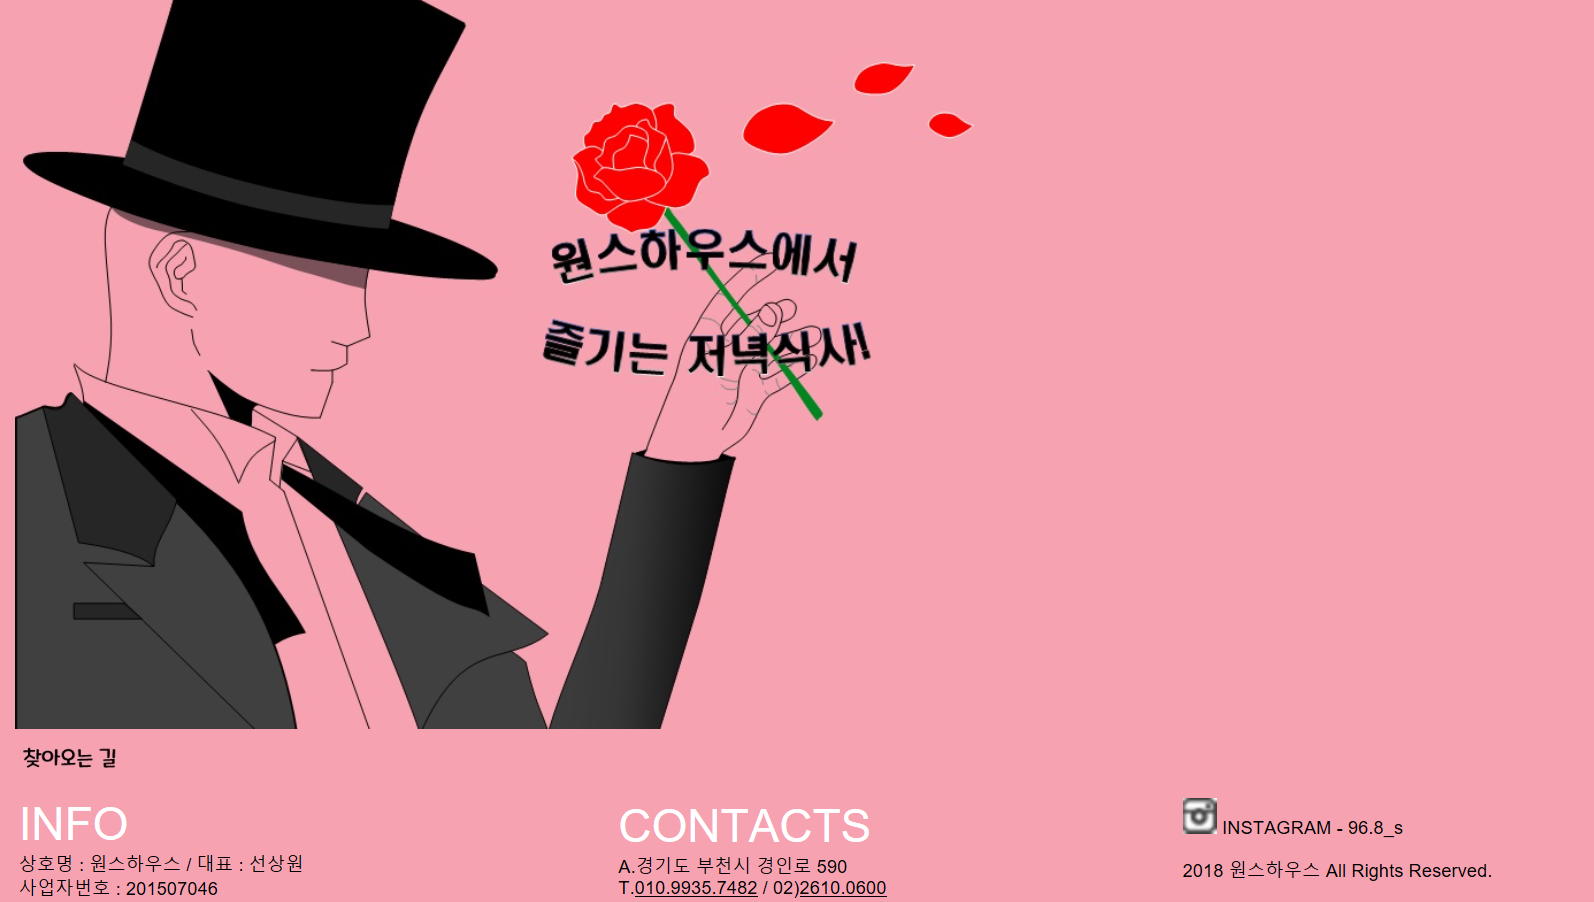 원스하우스에서
즐기는 저녁식사!
찾아오는 길
INFO
상호명 : 원스하우스 / 대표 : 선상원
사업자번호 : 201507046
CONTACTS
A.경기도 부천시 경인로 590
T.010.9935.7482 / 02)2610.0600
INSTAGRAM - 96.8_s
2018 원스하우스 All Rights Reserved.